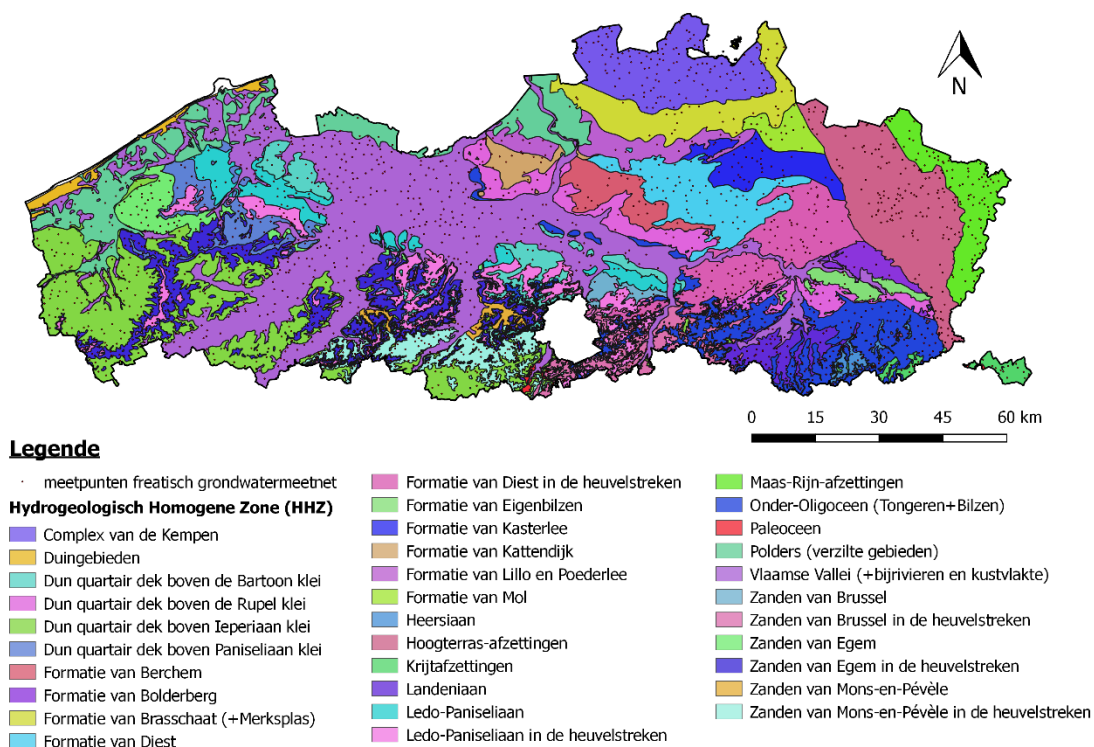 N
0 15 30 45 60 km
Legende
meetpunten freatisch grondwatermeetnet
Hydrogeologisch Homogene Zone (HHZ)
Complex van de Kempen
Duingebieden
Dun quartair dek boven de Bartoon klei
Dun quartair dek boven de Rupel klei
Dun quartair dek boven Ieperiaan klei
Dun quartair dek boven Paniseliaan klei
Formatie van Berchem
Formatie van Bolderberg
Formatie van Brasschaat (+Merksplas)
Formatie van Diest
Formatie van Diest in de heuvelstreken
Formatie van Eigenbilzen
Formatie van Kasterlee
Formatie van Kattendijk
Formatie van Lillo en Poederlee
Formatie van Mol
Heersiaan
Hoogterras-afzettingen
Krijtafzettingen
Landeniaan
Ledo-Paniseliaan
Ledo-Paniseliaan in de heuvelstreken
Maas-Rijn-afzettingen
Onder-Oligoceen (Tongeren+Bilzen)
Paleoceen
Polders (verzilte gebieden)
Vlaamse Vallei (+bijrivieren en kustvlakte)
Zanden van Brussel
Zanden van Brussel in de heuvelstreken
Zanden van Egem
Zanden van Egem in de heuvelstreken
Zanden van Mons-en-Pévèle
Zanden van Mons-en-Pévèle in de heuvelstreken